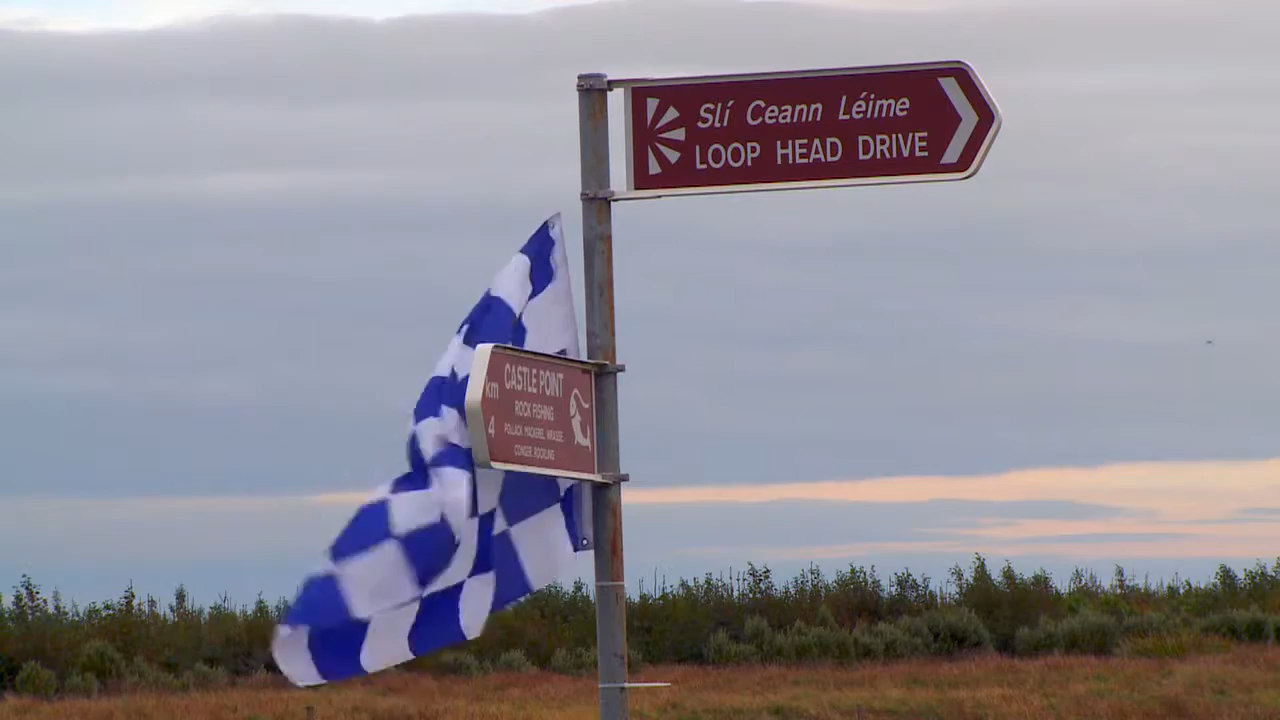 Slí Ceann Léime
LOOP HEAD DRIVE
km
4
CASTLE POINT
ROCK FISHING
POLLACK, MACKEREL, WRASSE,
CONGER, ROCKLING